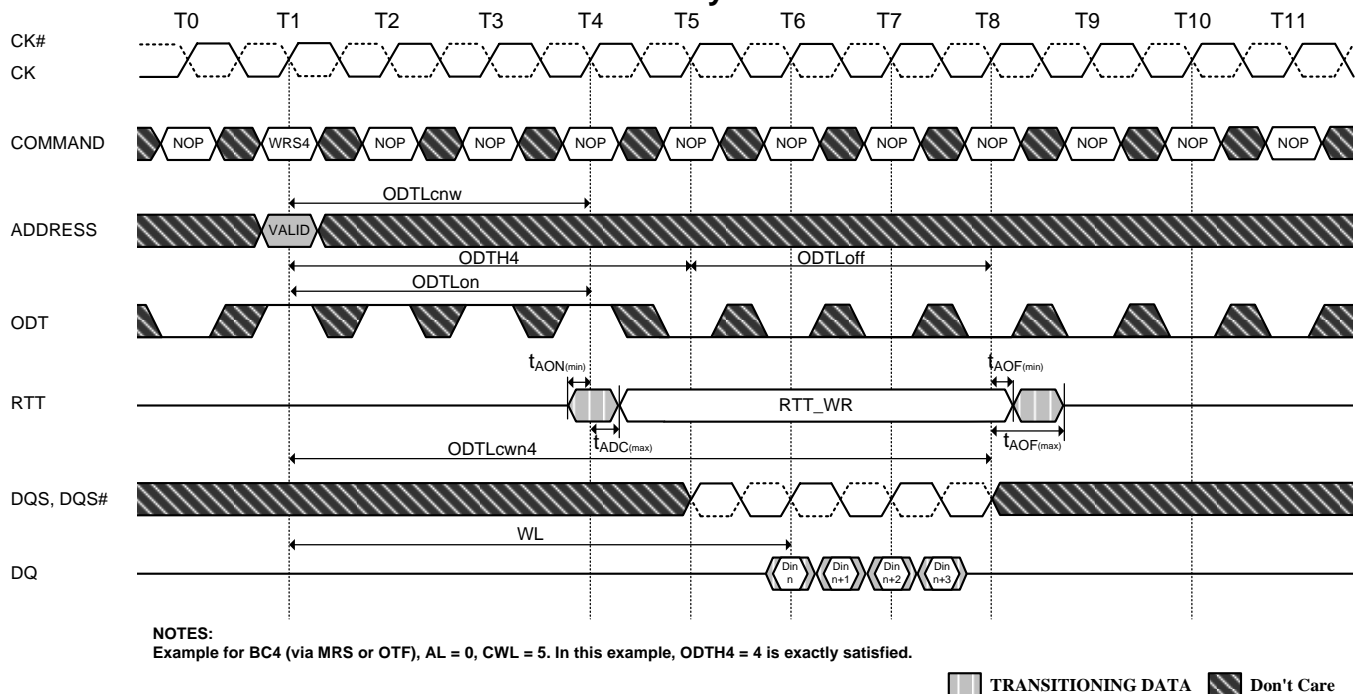 T0 T1 T2 T3 T4 T5 T6 T7 T8 T9 T10 T11
CK#
CK
COMMAND NOP WRS4 NOP NOP NOP NOP NOP NOP NOP NOP NOP NOP
ODTLcnw
ADDRESS VALID
ODTH4 ODTLoff
ODTLon
ODT
tAON(min) tAOF(min)
RTT RTT_WR
tADC(max) tAOF(max)
ODTLcwn4
DQS, DQS#
WL
DQ Din n Din n+1 Din n+2 Din n+3
NOTES:
Example for BC4 (via MRS or OTF), AL = 0, CWL = 5. In this example, ODTH4 = 4 is exactly satisfied.
TRANSITIONING DATA Don't Care